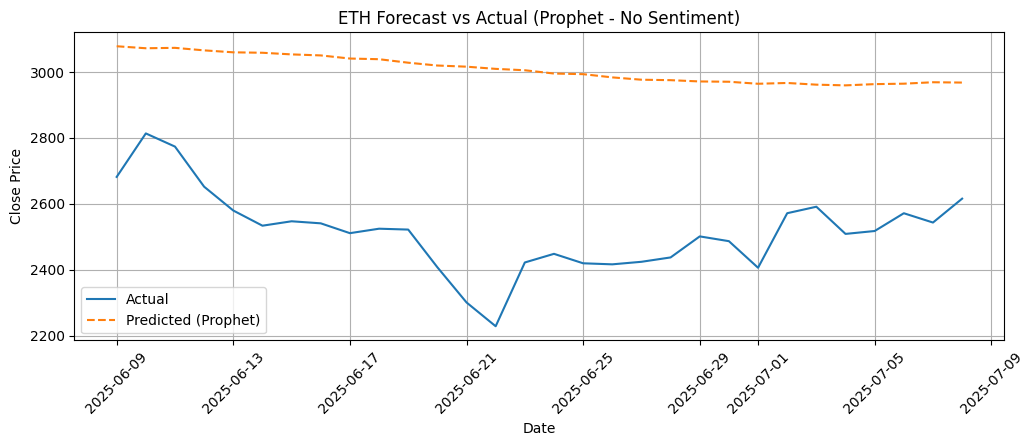 ETH Forecast vs Actual (Prophet - No Sentiment)
Close Price
3000
2800
2600
2400
2200
Actual
Predicted (Prophet)
2025-06-09
2025-06-13
2025-06-17
2025-06-21
2025-06-25
2025-06-29
2025-07-01
2025-07-05
2025-07-09
Date